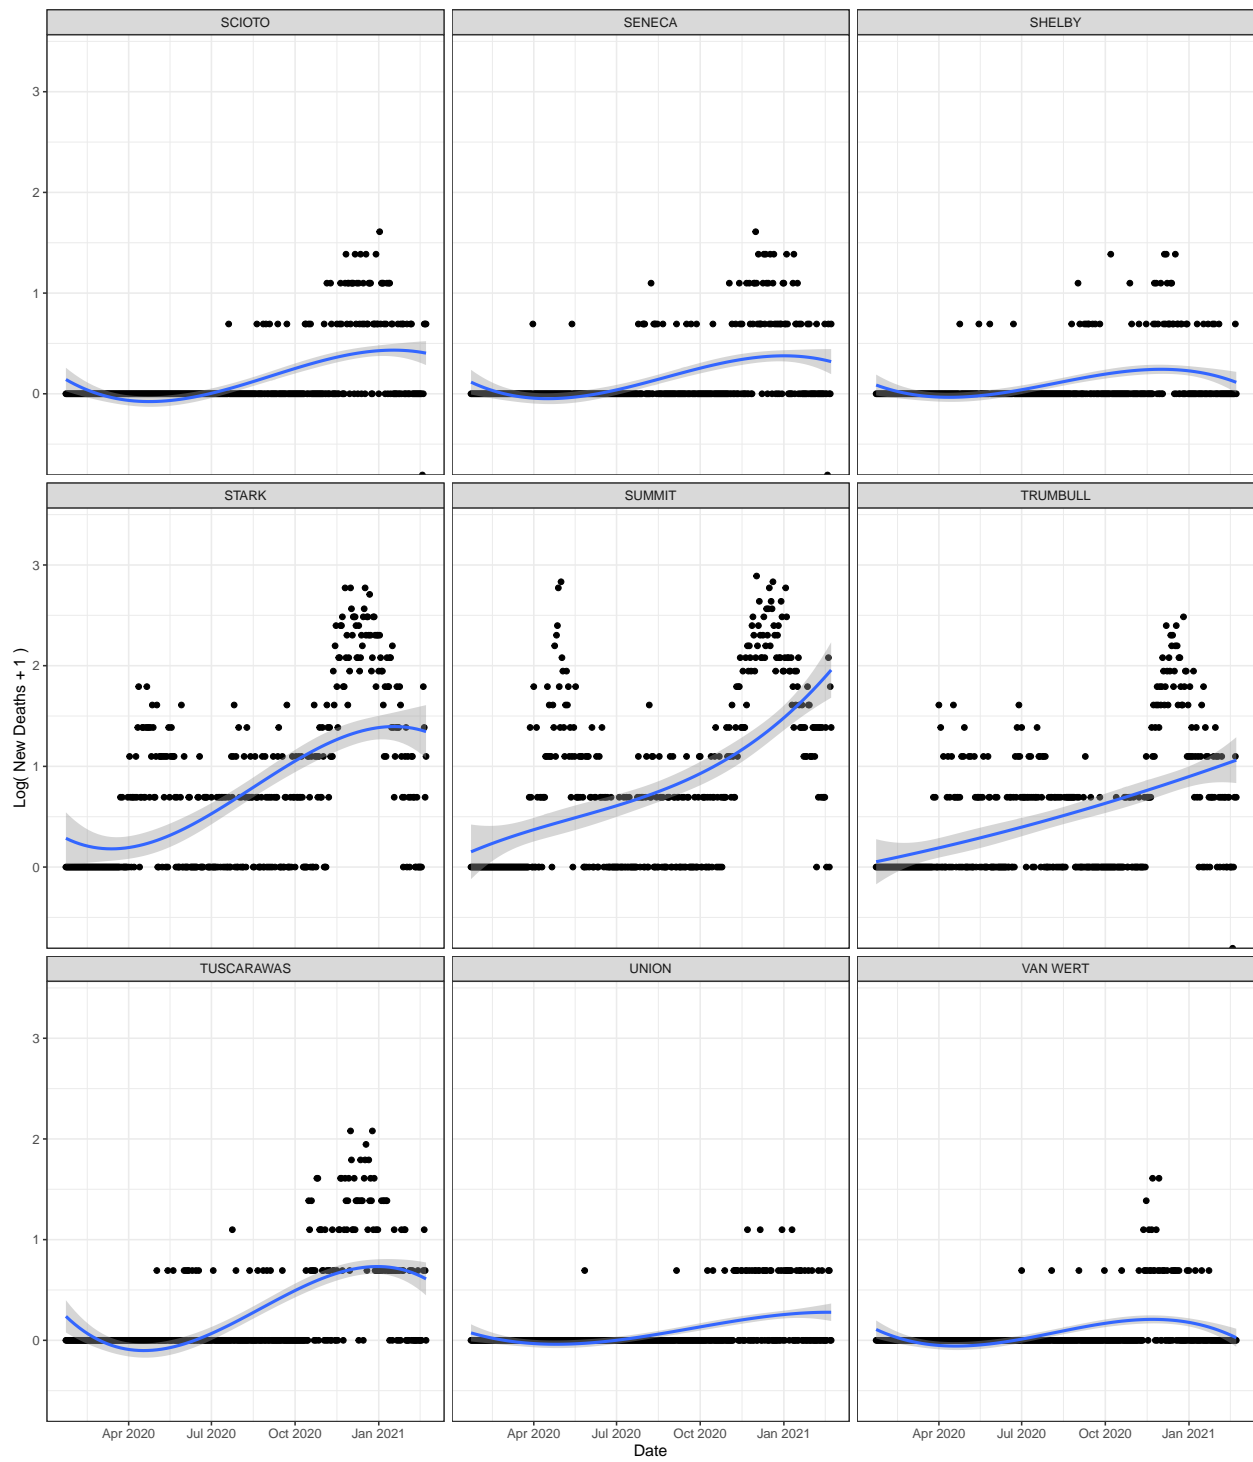 SCIOTO
SENECA
SHELBY
3
2
1
0
STARK
SUMMIT
TRUMBULL
3
2
1
0
Log( New Deaths + 1 )
TUSCARAWAS
UNION
VAN WERT
3
2
1
0
Apr 2020 Jul 2020 Oct 2020 Jan 2021
Apr 2020 Jul 2020 Oct 2020 Jan 2021
Apr 2020 Jul 2020 Oct 2020 Jan 2021
Date